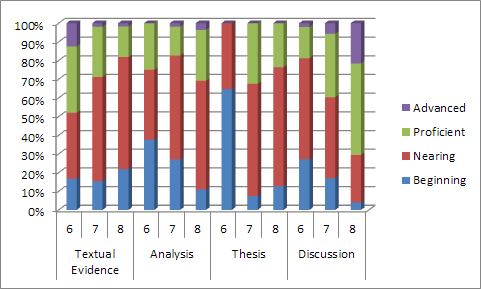 100%
90%
80%
70%
60%
50%
40%
30%
20%
10%
0%
6 7 8 6 7 8 6 7 8 6 7 8
Textual Evidence
Analysis
Thesis
Discussion
Advanced
Proficient
Nearing
Beginning